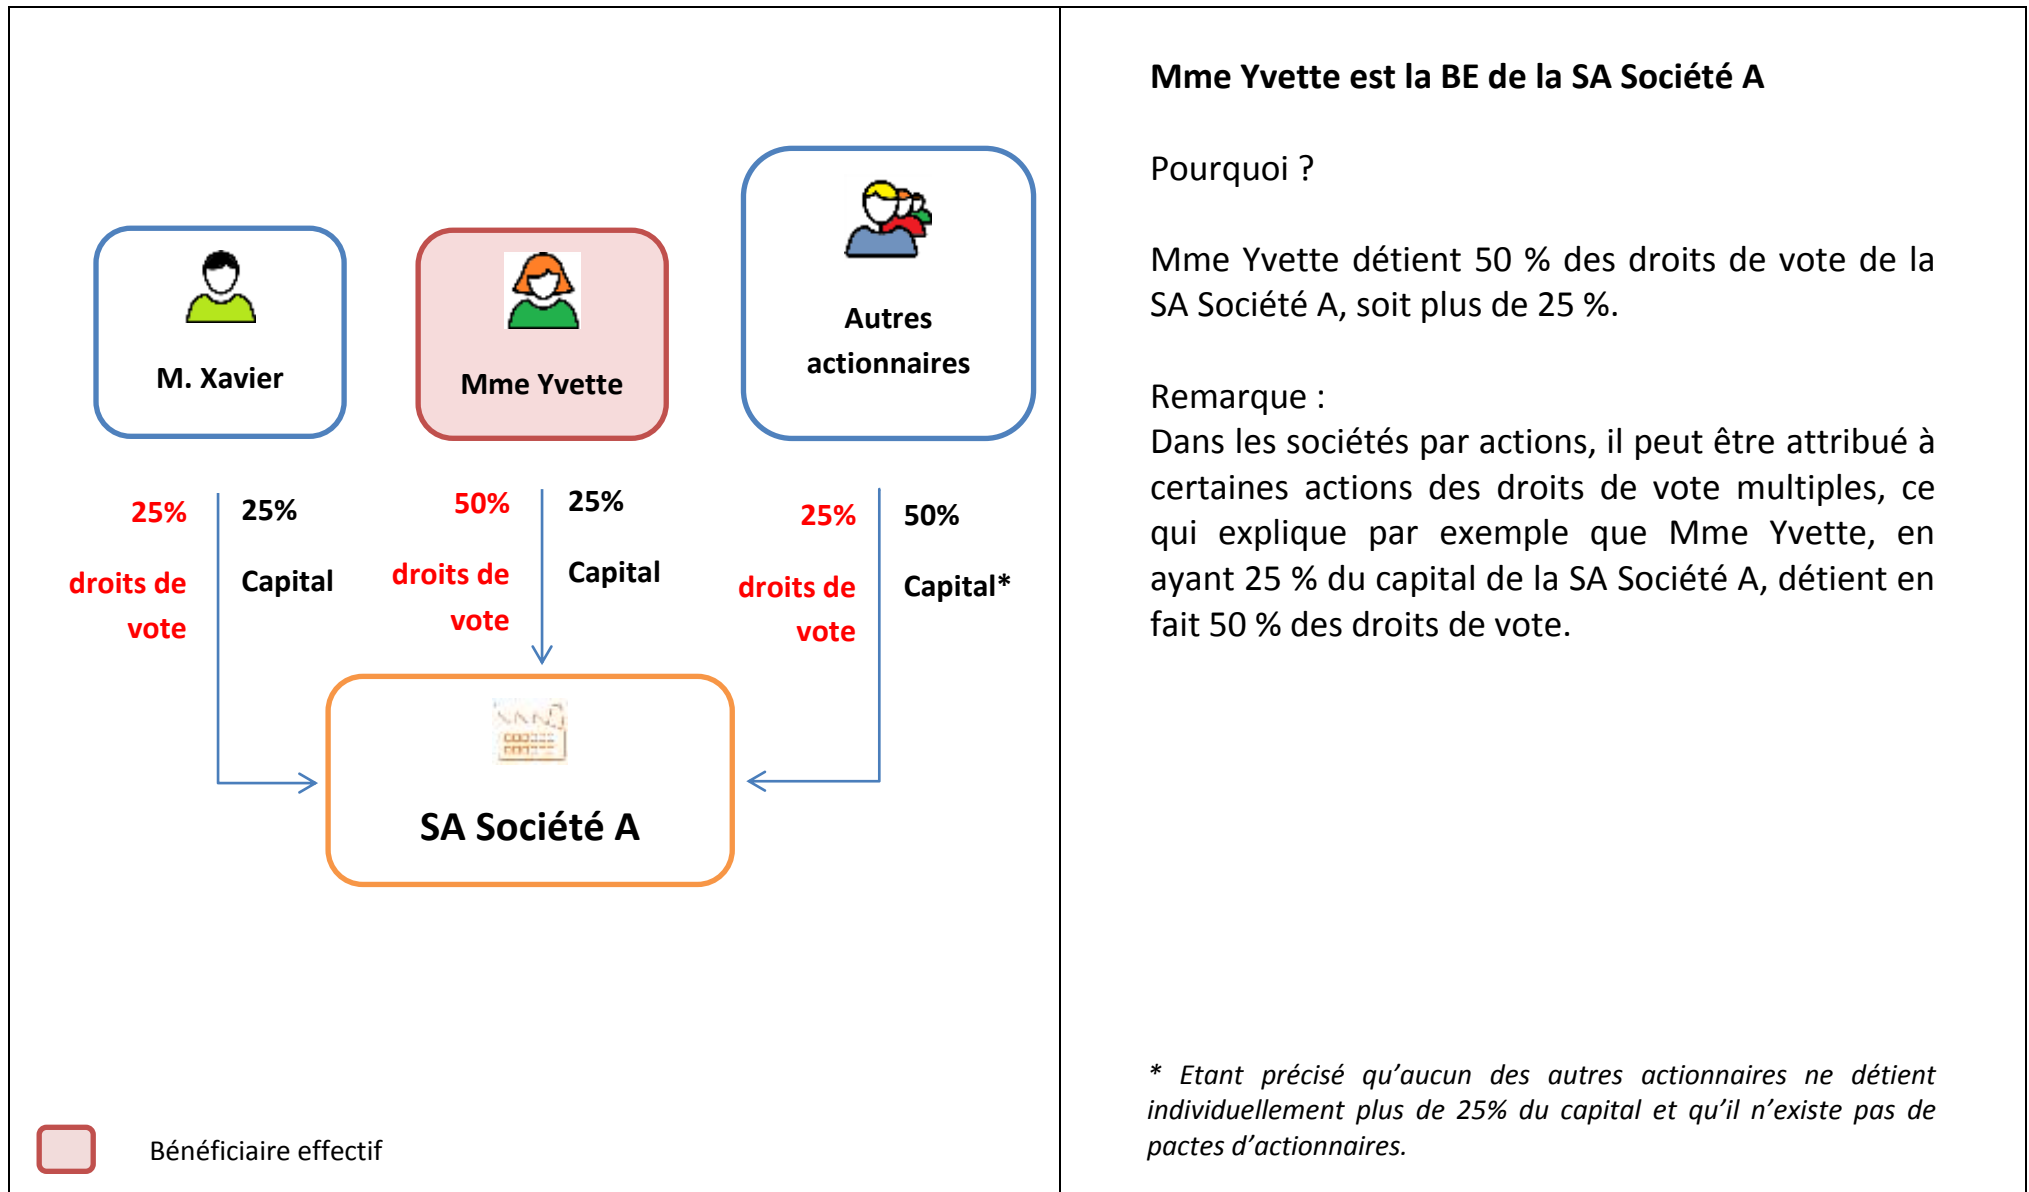 Autres
actionnaires
M. Xavier
Mme Yvette
25%
droits de
vote
25%
Capital
50%
droits de
vote
25%
Capital
25%
droits de
vote
50%
Capital*
SA Société A
Bénéficiaire effectif
Mme Yvette est la BE de la SA Société A
Pourquoi ?
Mme Yvette détient 50 % des droits de vote de la
SA Société A, soit plus de 25 %.
Remarque :
Dans les sociétés par actions, il peut être attribué à
certaines actions des droits de vote multiples, ce
qui explique par exemple que Mme Yvette, en
ayant 25 % du capital de la SA Société A, détient en
fait 50 % des droits de vote.
* Etant précisé qu’aucun des autres actionnaires ne détient
individuellement plus de 25% du capital et qu’il n’existe pas de
pactes d’actionnaires.